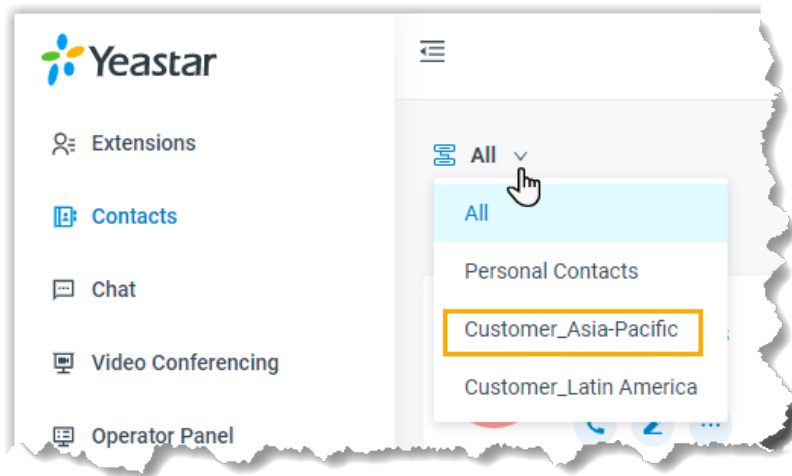 Yeastar
Extensions
Contacts
Chat
Video Conferencing
Operator Panel
All
All
Personal Contacts
Customer_Asia-Pacific
Customer_Latin America